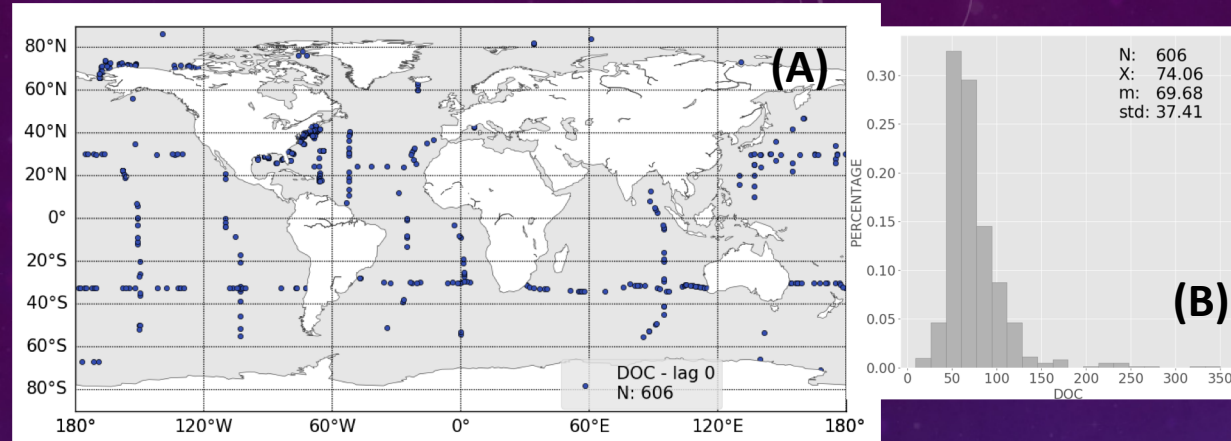 (A)
80°N
60°N
40°N
20°N
0°
20°S
40°S
60°S
80°S
180°
120°W
60°W
0°
60°E
120°E
180°
DOC - lag 0
N: 606
(B)
N: 606
X: 74.06
m: 69.68
std: 37.41
PERCENTAGE
0.30
0.25
0.20
0.15
0.10
0.05
0.00
0
50
100
150
200
250
300
350
DOC